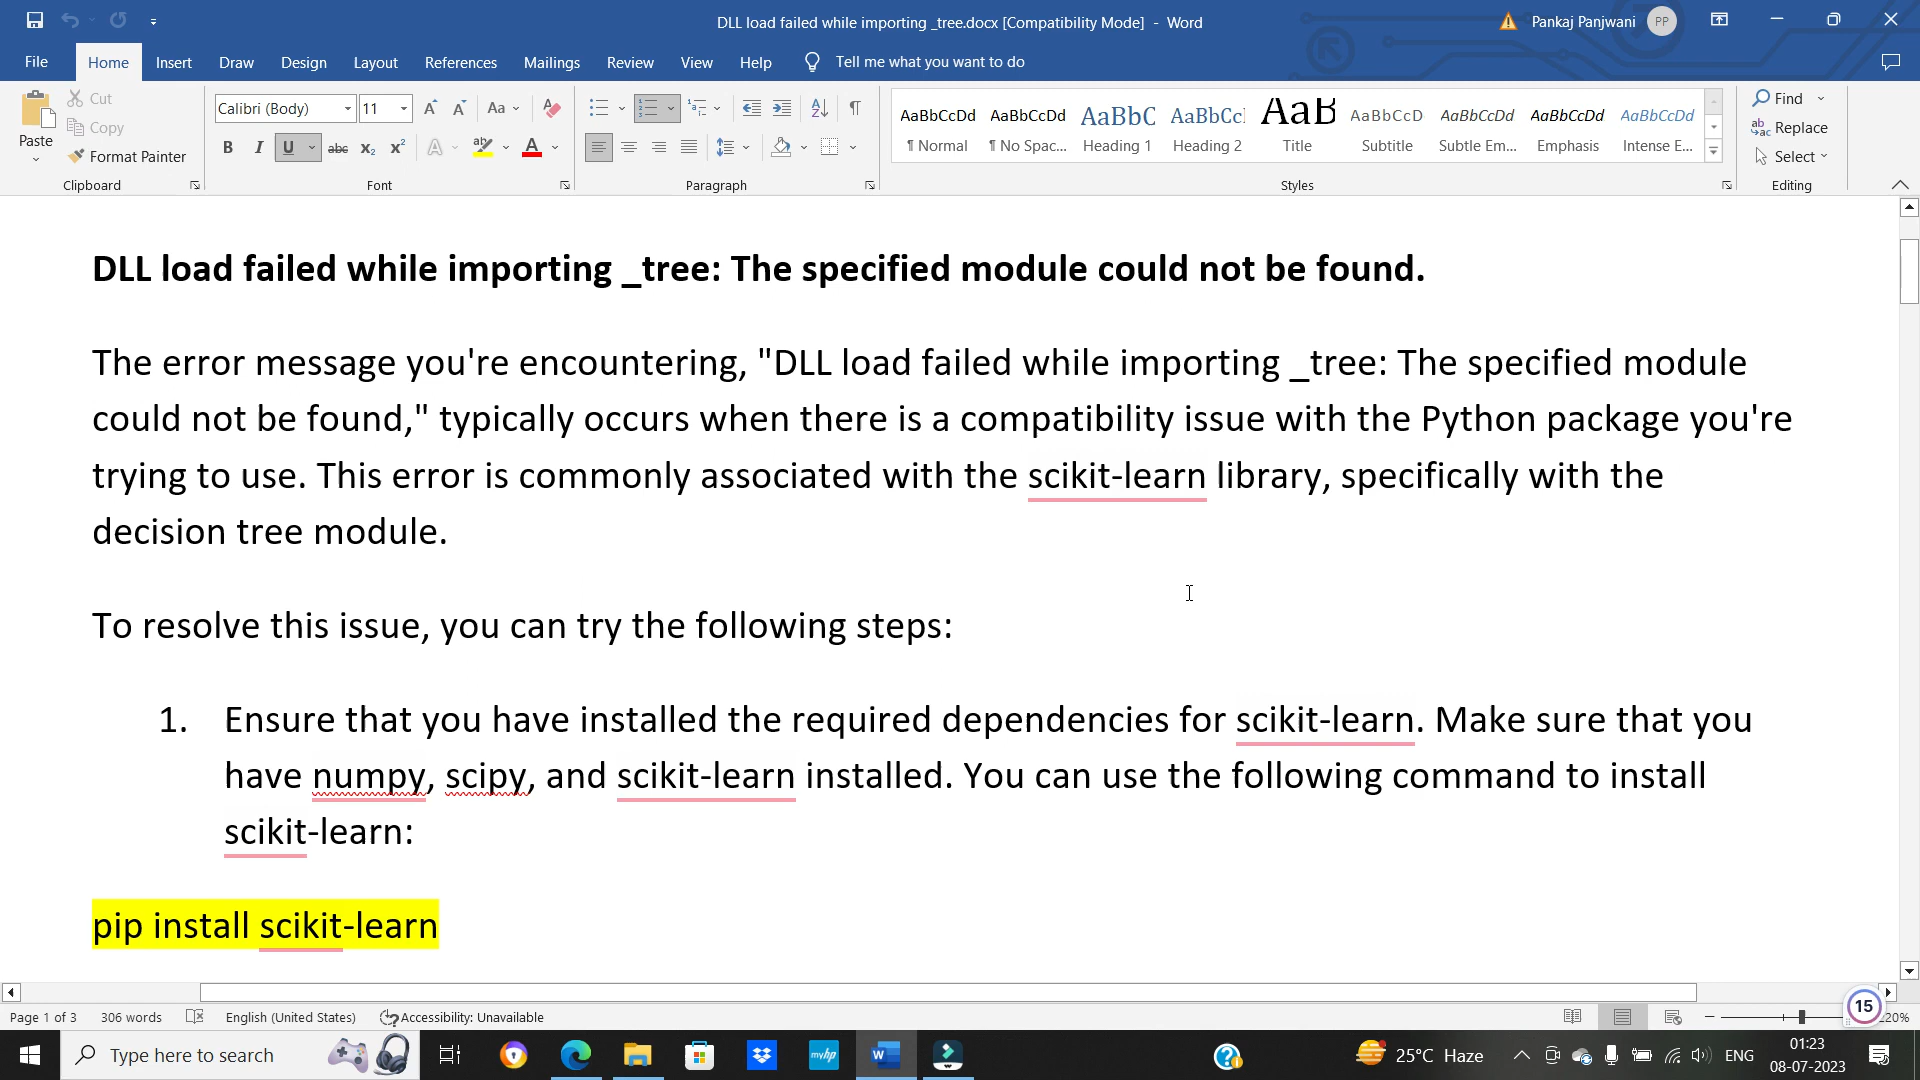 DLL load failed while importing _tree.docx [Compatibility Mode] - Word
Pankaj Panjwani
PP
File Home Insert Draw Design Layout References Mailings Review View Help Tell me what you want to do
Paste
Cut
Copy
Format Painter
Clipboard
Calibri (Body) 11
Font
Paragraph
AaBbCcDd AaBbCcDd AaBbC AaBbCc AaB AaBbCcD AaBbCcDd AaBbCcDd AaBbCcDd
¶ Normal ¶ No Spac... Heading 1 Heading 2 Title Subtitle Subtle Em... Emphasis Intense E...
Styles
Find
Replace
Select
Editing
DLL load failed while importing _tree: The specified module could not be found.
The error message you're encountering, "DLL load failed while importing _tree: The specified module
could not be found," typically occurs when there is a compatibility issue with the Python package you're
trying to use. This error is commonly associated with the scikit-learn library, specifically with the
decision tree module.
To resolve this issue, you can try the following steps:
1. Ensure that you have installed the required dependencies for scikit-learn. Make sure that you
have numpy, scipy, and scikit-learn installed. You can use the following command to install
scikit-learn:
pip install scikit-learn
Page 1 of 3 306 words English (United States) Accessibility: Unavailable
15
Type here to search
myhp
25°C Haze
ENG
01:23
08-07-2023